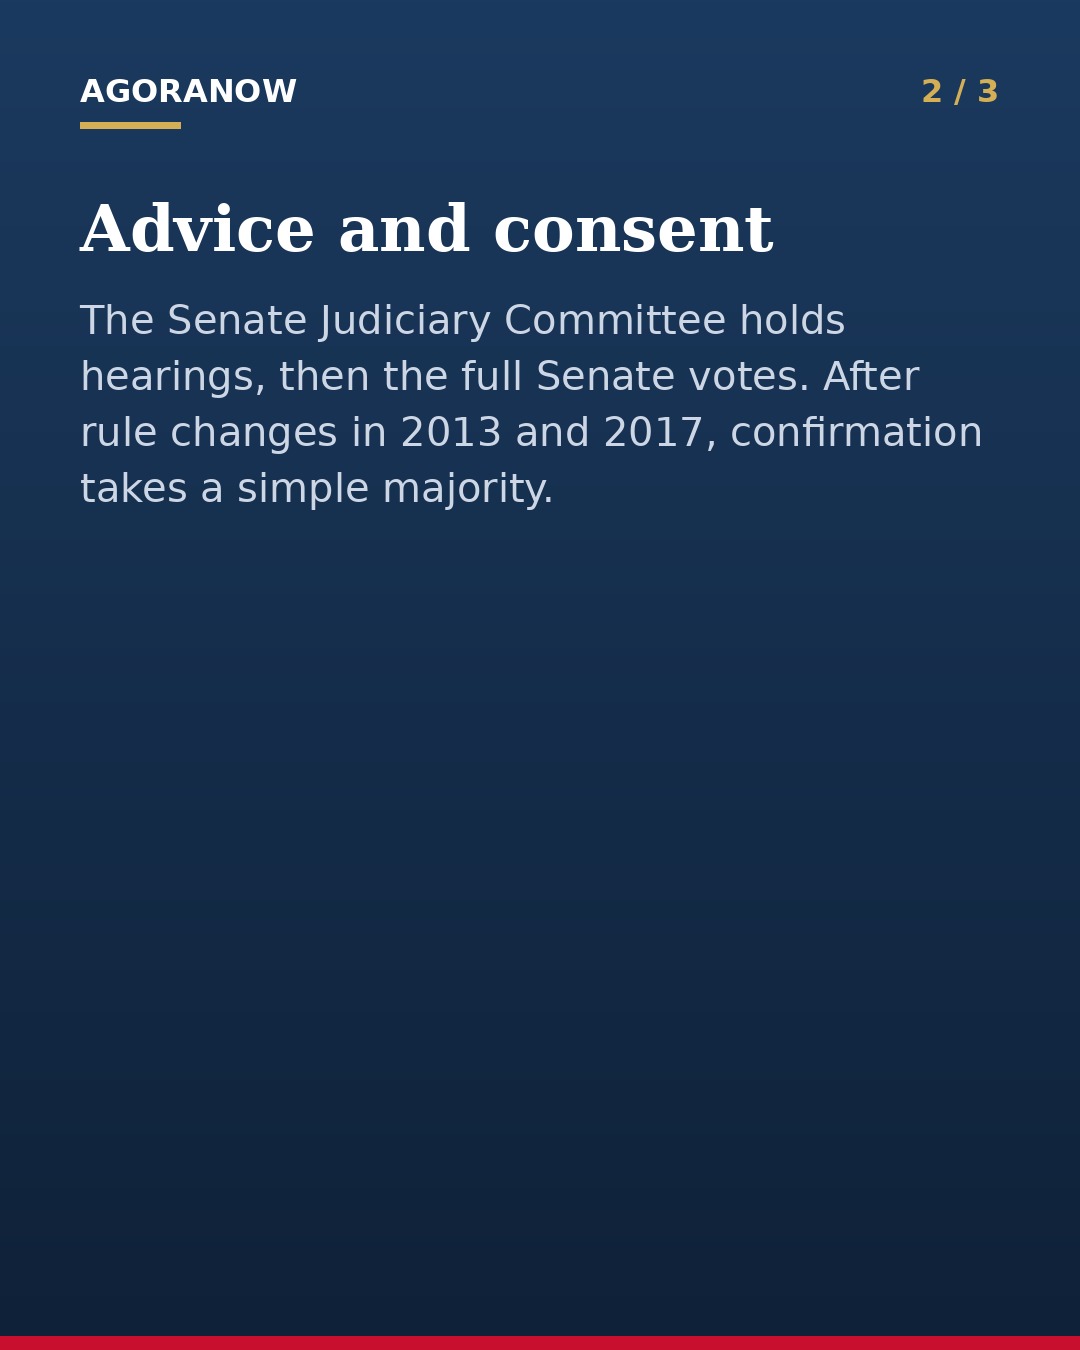 AGORANOW
2 / 3
Advice and consent
The Senate Judiciary Committee holds
hearings, then the full Senate votes. After
rule changes in 2013 and 2017, confirmation
takes a simple majority.